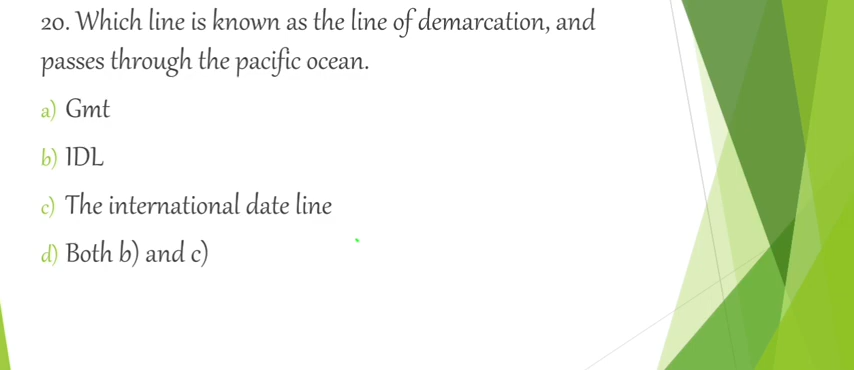 20. Which line is known as the line of demarcation, and
passes through the pacific ocean.
a) Gmt
b) IDL
c) The international date line
d) Both b) and c)